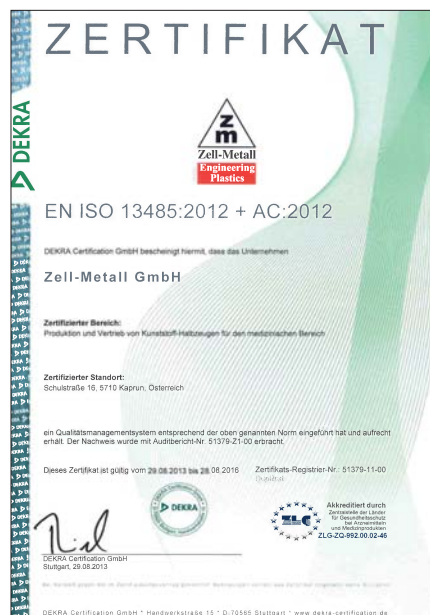 ZERTIFIKAT
DEKRA
zm
Zell-Metall
Engineering
Plastics
EN ISO 13485:2012 + AC:2012
DEKRA Certification GmbH bescheinigt hiermit, dass das Unternehmen
Zell-Metall GmbH
Zertifizierter Bereich:
Produktion und Vertrieb von Kunststoff-Halbzeugen für den medizinischen Bereich
Zertifizierter Standort:
Schulstraße 16, 5710 Kaprun, Österreich
ein Qualitätsmanagementsystem entsprechend der oben genannten Norm eingeführt hat und aufrecht
erhält. Der Nachweis wurde mit Auditbericht-Nr. 51379-Z1-00 erbracht.
Dieses Zertifikat ist gültig vom 29.08.2013 bis 28.08.2016
Zertifikats-Registrier-Nr.: 51379-11-00
Duplikat
DEKRA
ZLG
Akkreditiert durch
Zentralstelle der Länder
für Gesundheitsschutz
bei Arzneimitteln
und Medizinprodukten
ZLG-ZQ-992.00.02-46
DEKRA Certification GmbH
Stuttgart, 29.08.2013
DEKRA Certification GmbH * Handwerkstraße 15 * D-70565 Stuttgart * www.dekra-certification.de